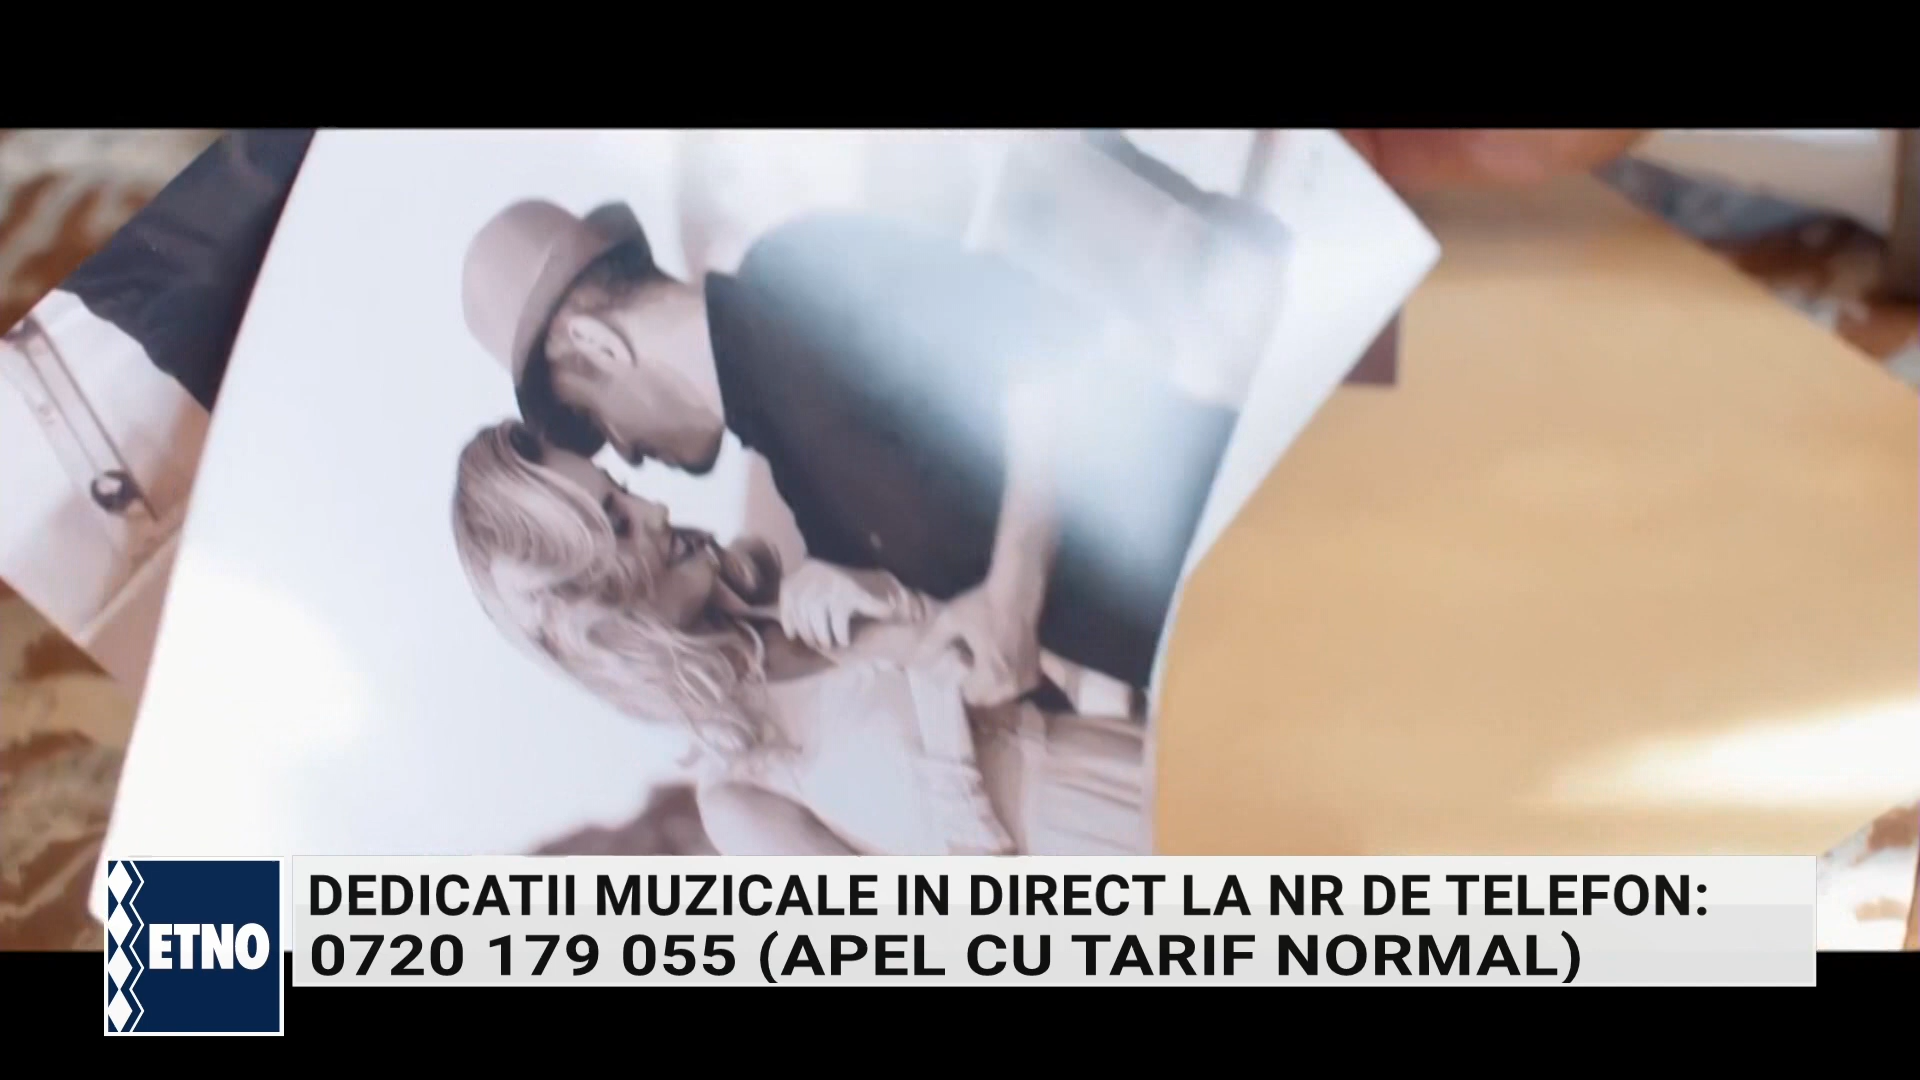 ETNO
DEDICATII MUZICALE IN DIRECT LA NR DE TELEFON:
0720 179 055 (APEL CU TARIF NORMAL)